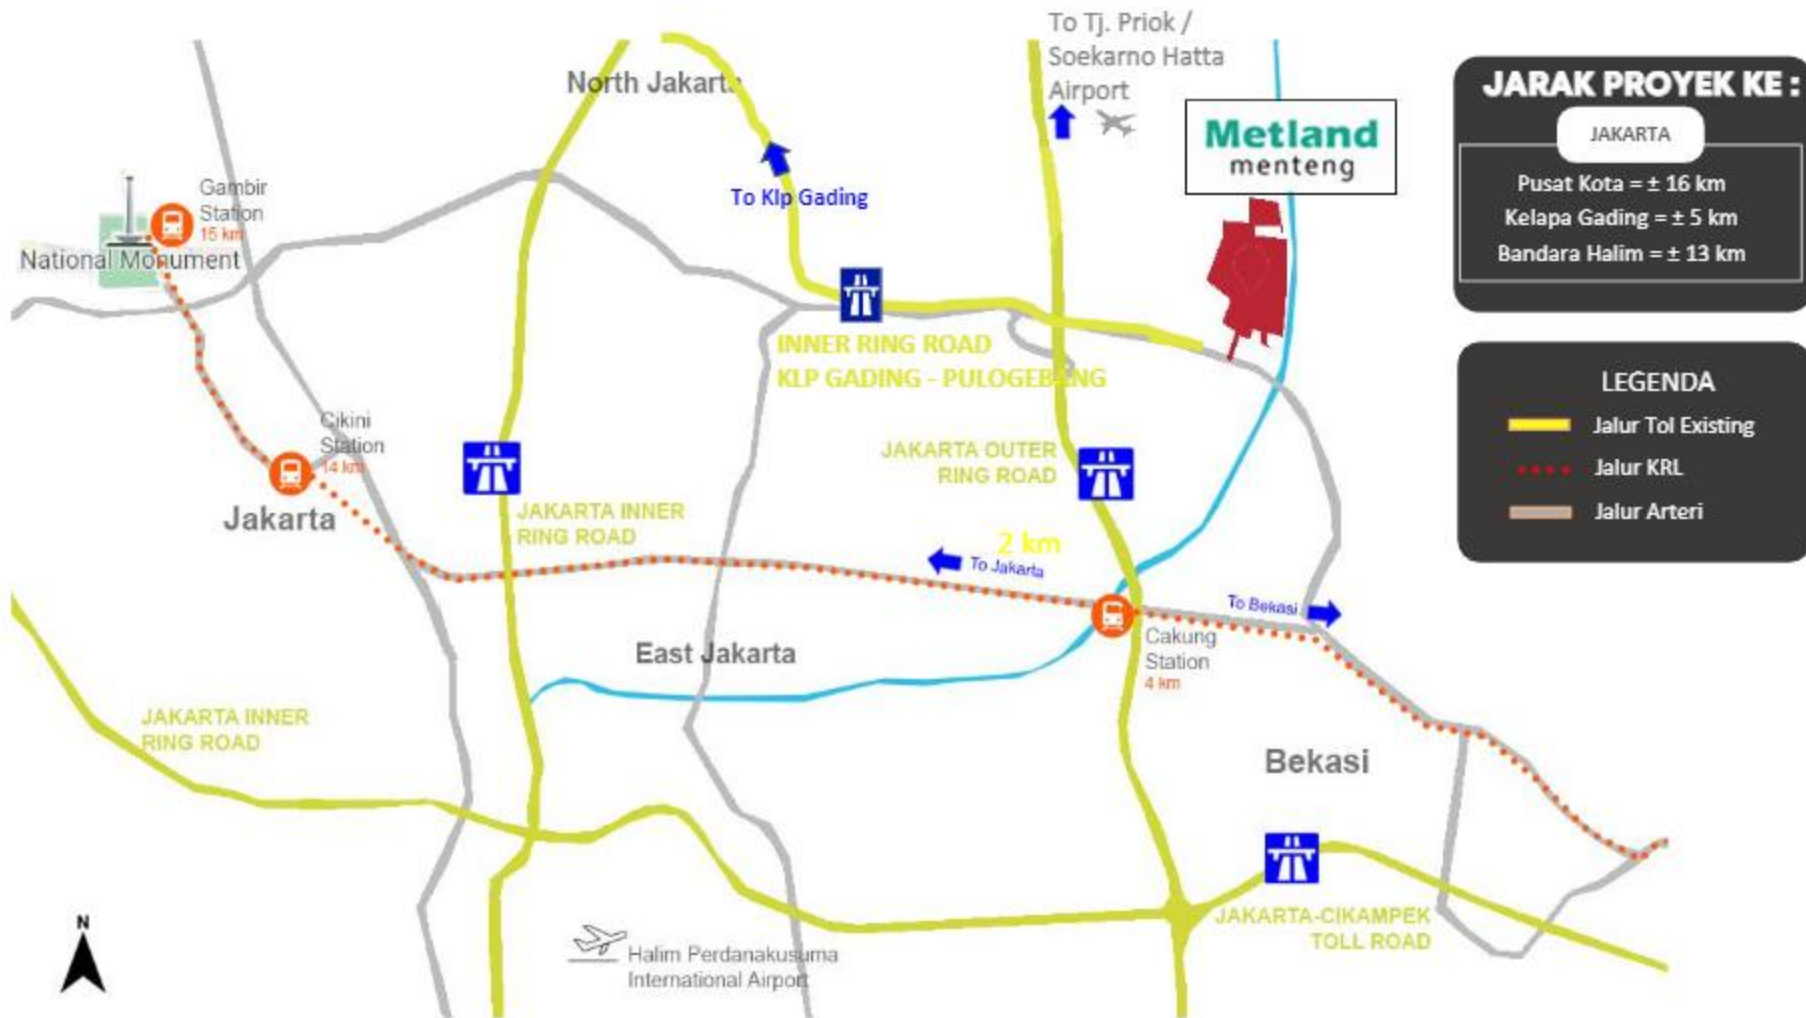 To Tj. Priok /
Soekarno Hatta
Airport
North Jakarta
Metland
menteng
JARAK PROYEK KE :
JAKARTA
Pusat Kota = ± 16 km
Kelapa Gading = ± 5 km
Bandara Halim = ± 13 km
Gambir
Station
15 km
National Monument
To Klp Gading
INNER RING ROAD
KLP GADING - PULOGEBANG
LEGENDA
Jalur Tol Existing
Jalur KRL
Jalur Arteri
Cikini
Station
14 km
Jakarta
JAKARTA INNER
RING ROAD
JAKARTA OUTER
RING ROAD
2 km
To Jakarta
To Bekasi
Cakung
Station
4 km
East Jakarta
JAKARTA INNER
RING ROAD
Bekasi
JAKARTA-CIKAMPEK
TOLL ROAD
N
Halim Perdanakusuma
International Airport